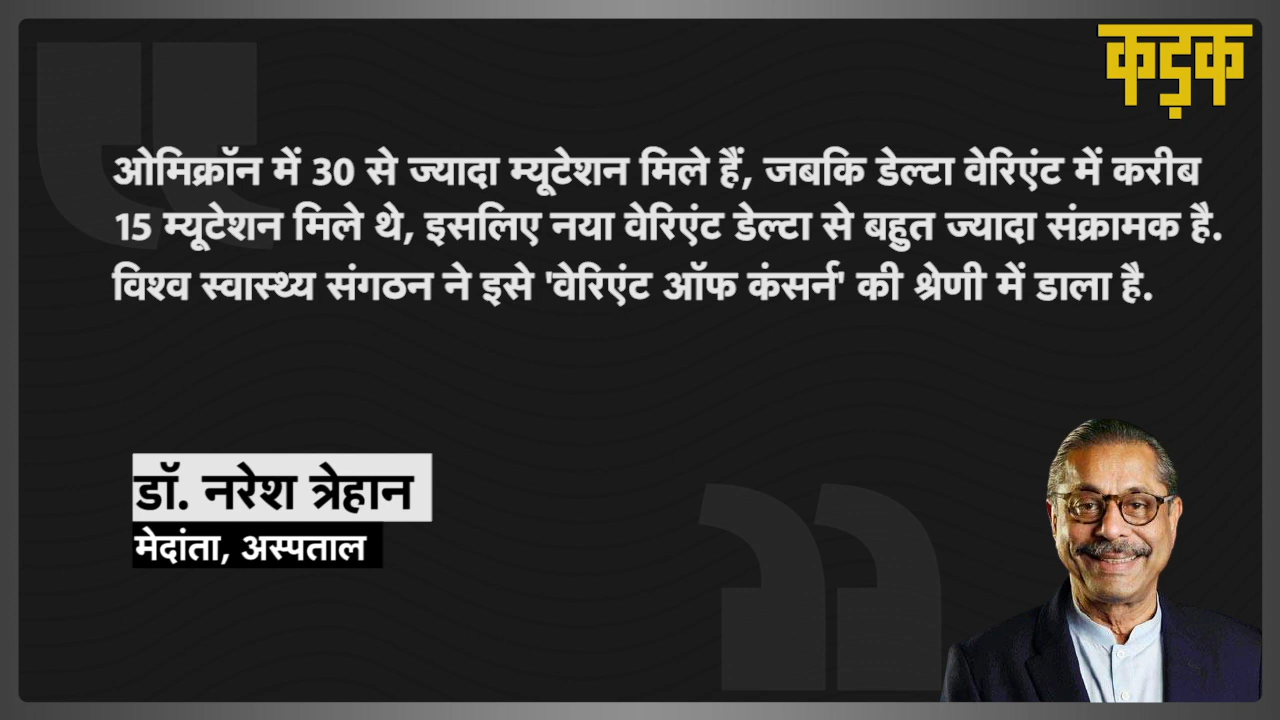 कड़क
ओमिक्रॉन में 30 से ज्यादा म्यूटेशन मिले हैं, जबकि डेल्टा वेरिएंट में करीब
15 म्यूटेशन मिले थे, इसलिए नया वेरिएंट डेल्टा से बहुत ज्यादा संक्रामक है.
विश्व स्वास्थ्य संगठन ने इसे 'वेरिएंट ऑफ कंसर्न' की श्रेणी में डाला है.
डॉ. नरेश त्रेहान
मेदांता, अस्पताल